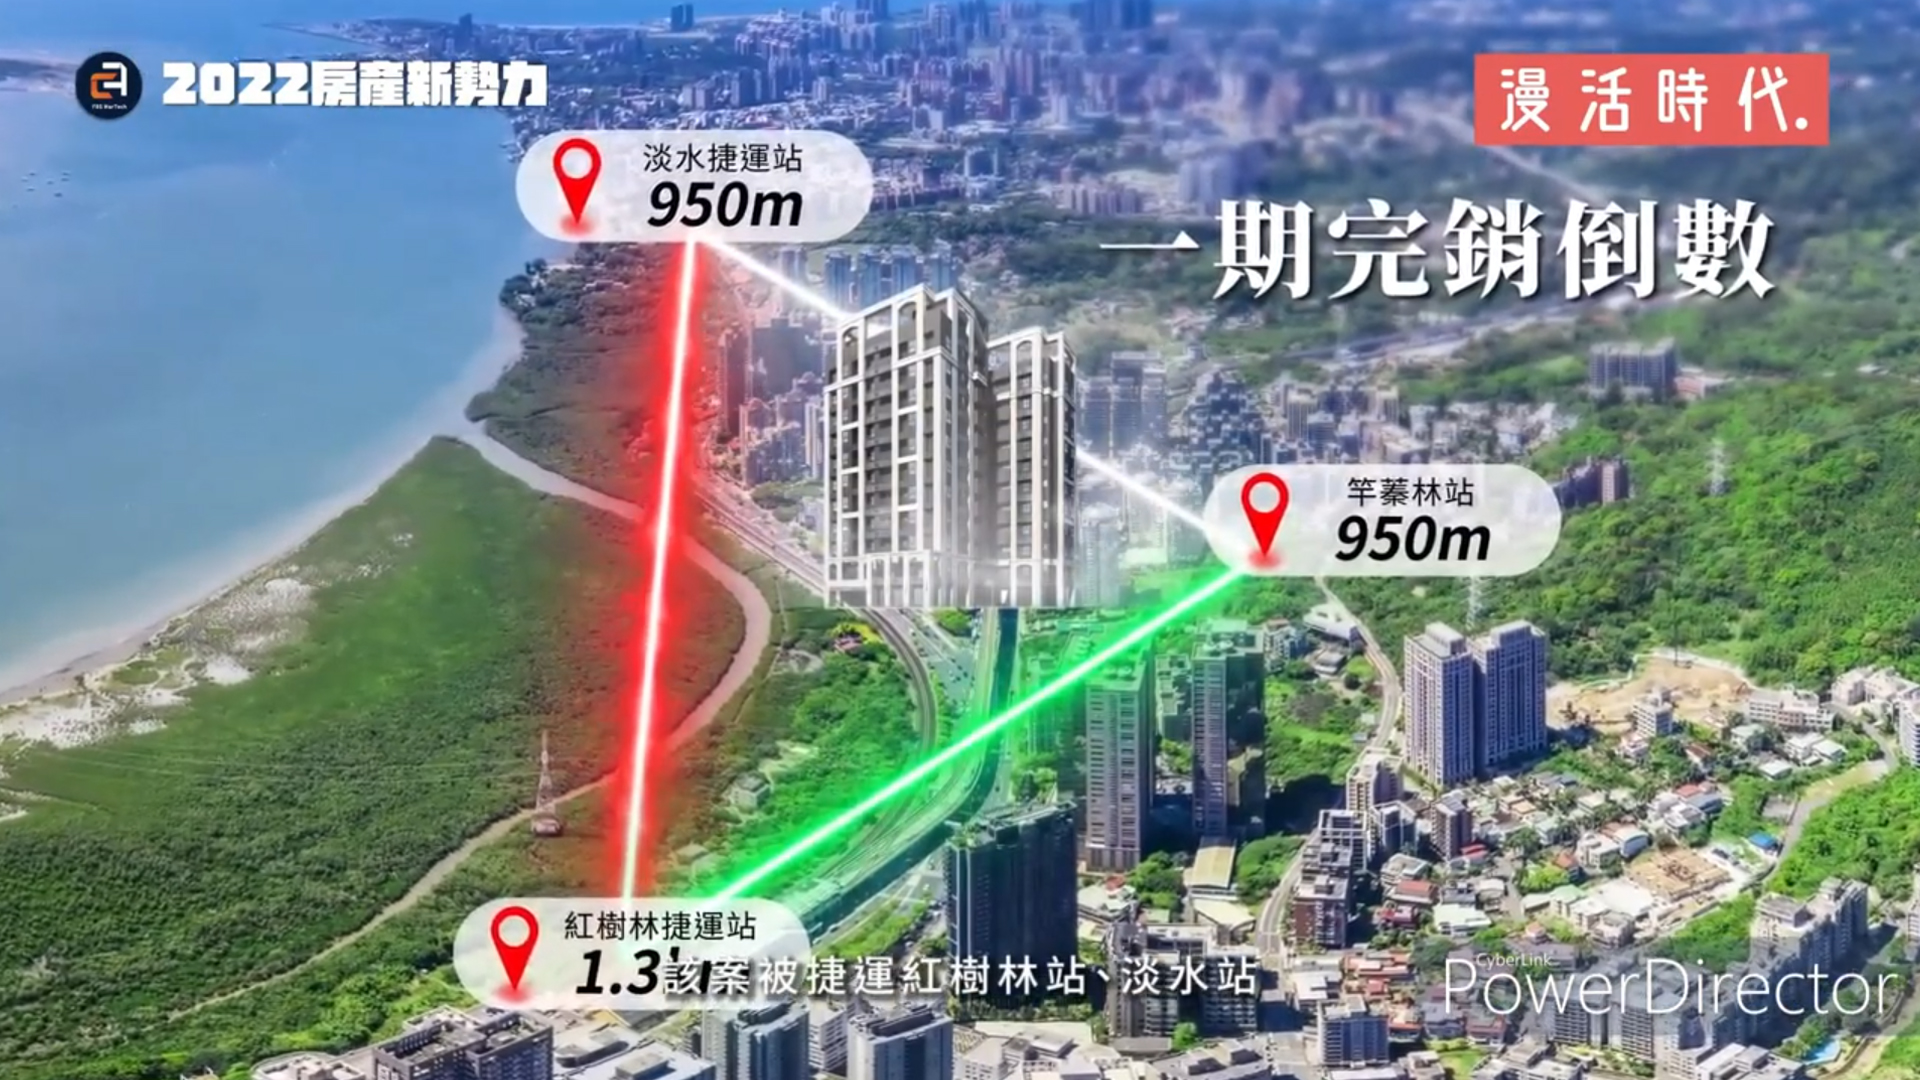 2022房產新勢力
漫活時代.
淡水捷運站
950m
一期完銷倒數
竿蓁林站
950m
紅樹林捷運站
1.3
該案被捷運紅樹林站、淡水站
CyberLink
PowerDirector